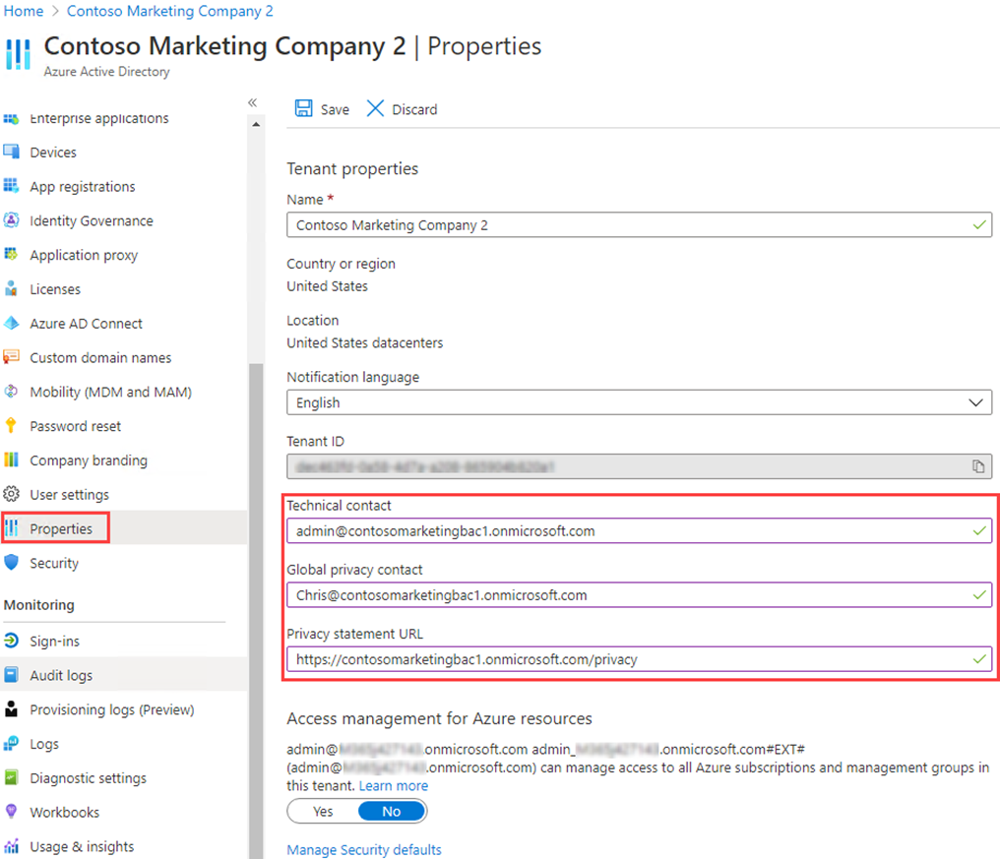 Home > Contoso Marketing Company 2
Contoso Marketing Company 2 | Properties
Azure Active Directory
«
Enterprise applications
Devices
App registrations
Identity Governance
Application proxy
Licenses
Azure AD Connect
Custom domain names
Mobility (MDM and MAM)
Password reset
Company branding
User settings
Properties
Security
Monitoring
Sign-ins
Audit logs
Provisioning logs (Preview)
Logs
Diagnostic settings
Workbooks
Usage & insights
Save Discard
Tenant properties
Name *
Contoso Marketing Company 2
Country or region
United States
Location
United States datacenters
Notification language
English
Tenant ID
Technical contact
admin@contosomarketingbac1.onmicrosoft.com
Global privacy contact
Chris@contosomarketingbac1.onmicrosoft.com
Privacy statement URL
https://contosomarketingbac1.onmicrosoft.com/privacy
Access management for Azure resources
admin@ .onmicrosoft.com admin_ .onmicrosoft.com#EXT#
(admin@ .onmicrosoft.com) can manage access to all Azure subscriptions and management groups in
this tenant. Learn more
Yes No
Manage Security defaults